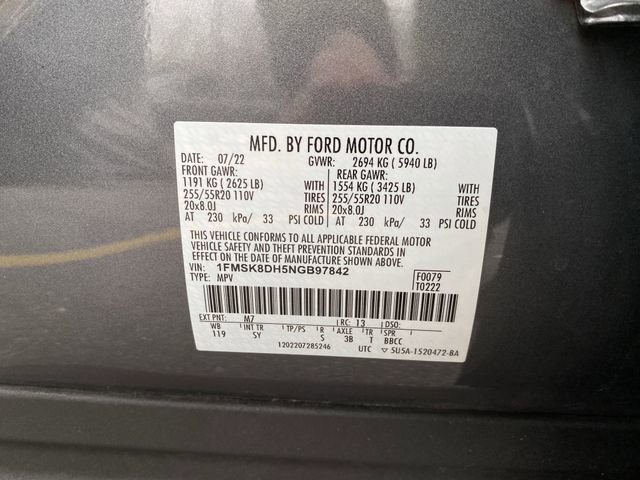 MFD. BY FORD MOTOR CO.
DATE: 07/22 GVWR: 2694 KG ( 5940 LB)
FRONT GAWR: REAR GAWR:
1191 KG ( 2625 LB) WITH 1554 KG ( 3425 LB) WITH
255/55R20 110V TIRES 255/55R20 110V TIRES
20x8.0J RIMS 20x8.0J RIMS
AT 230 kPa/ 33 PSI COLD AT 230 kPa/ 33 PSI COLD
THIS VEHICLE CONFORMS TO ALL APPLICABLE FEDERAL MOTOR
VEHICLE SAFETY AND THEFT PREVENTION STANDARDS IN
EFFECT ON THE DATE OF MANUFACTURE SHOWN ABOVE.
VIN: 1FMSK8DH5NGB97842 F0079
TYPE: MPV T0222
EXT PNT: M7 RC: 13 DSO:
WB INT TR TP/PS R AXLE TR SPR
119 SY S 3B T BBCC
1202207285246 UTC ▽ 5U5A-1520472-BA